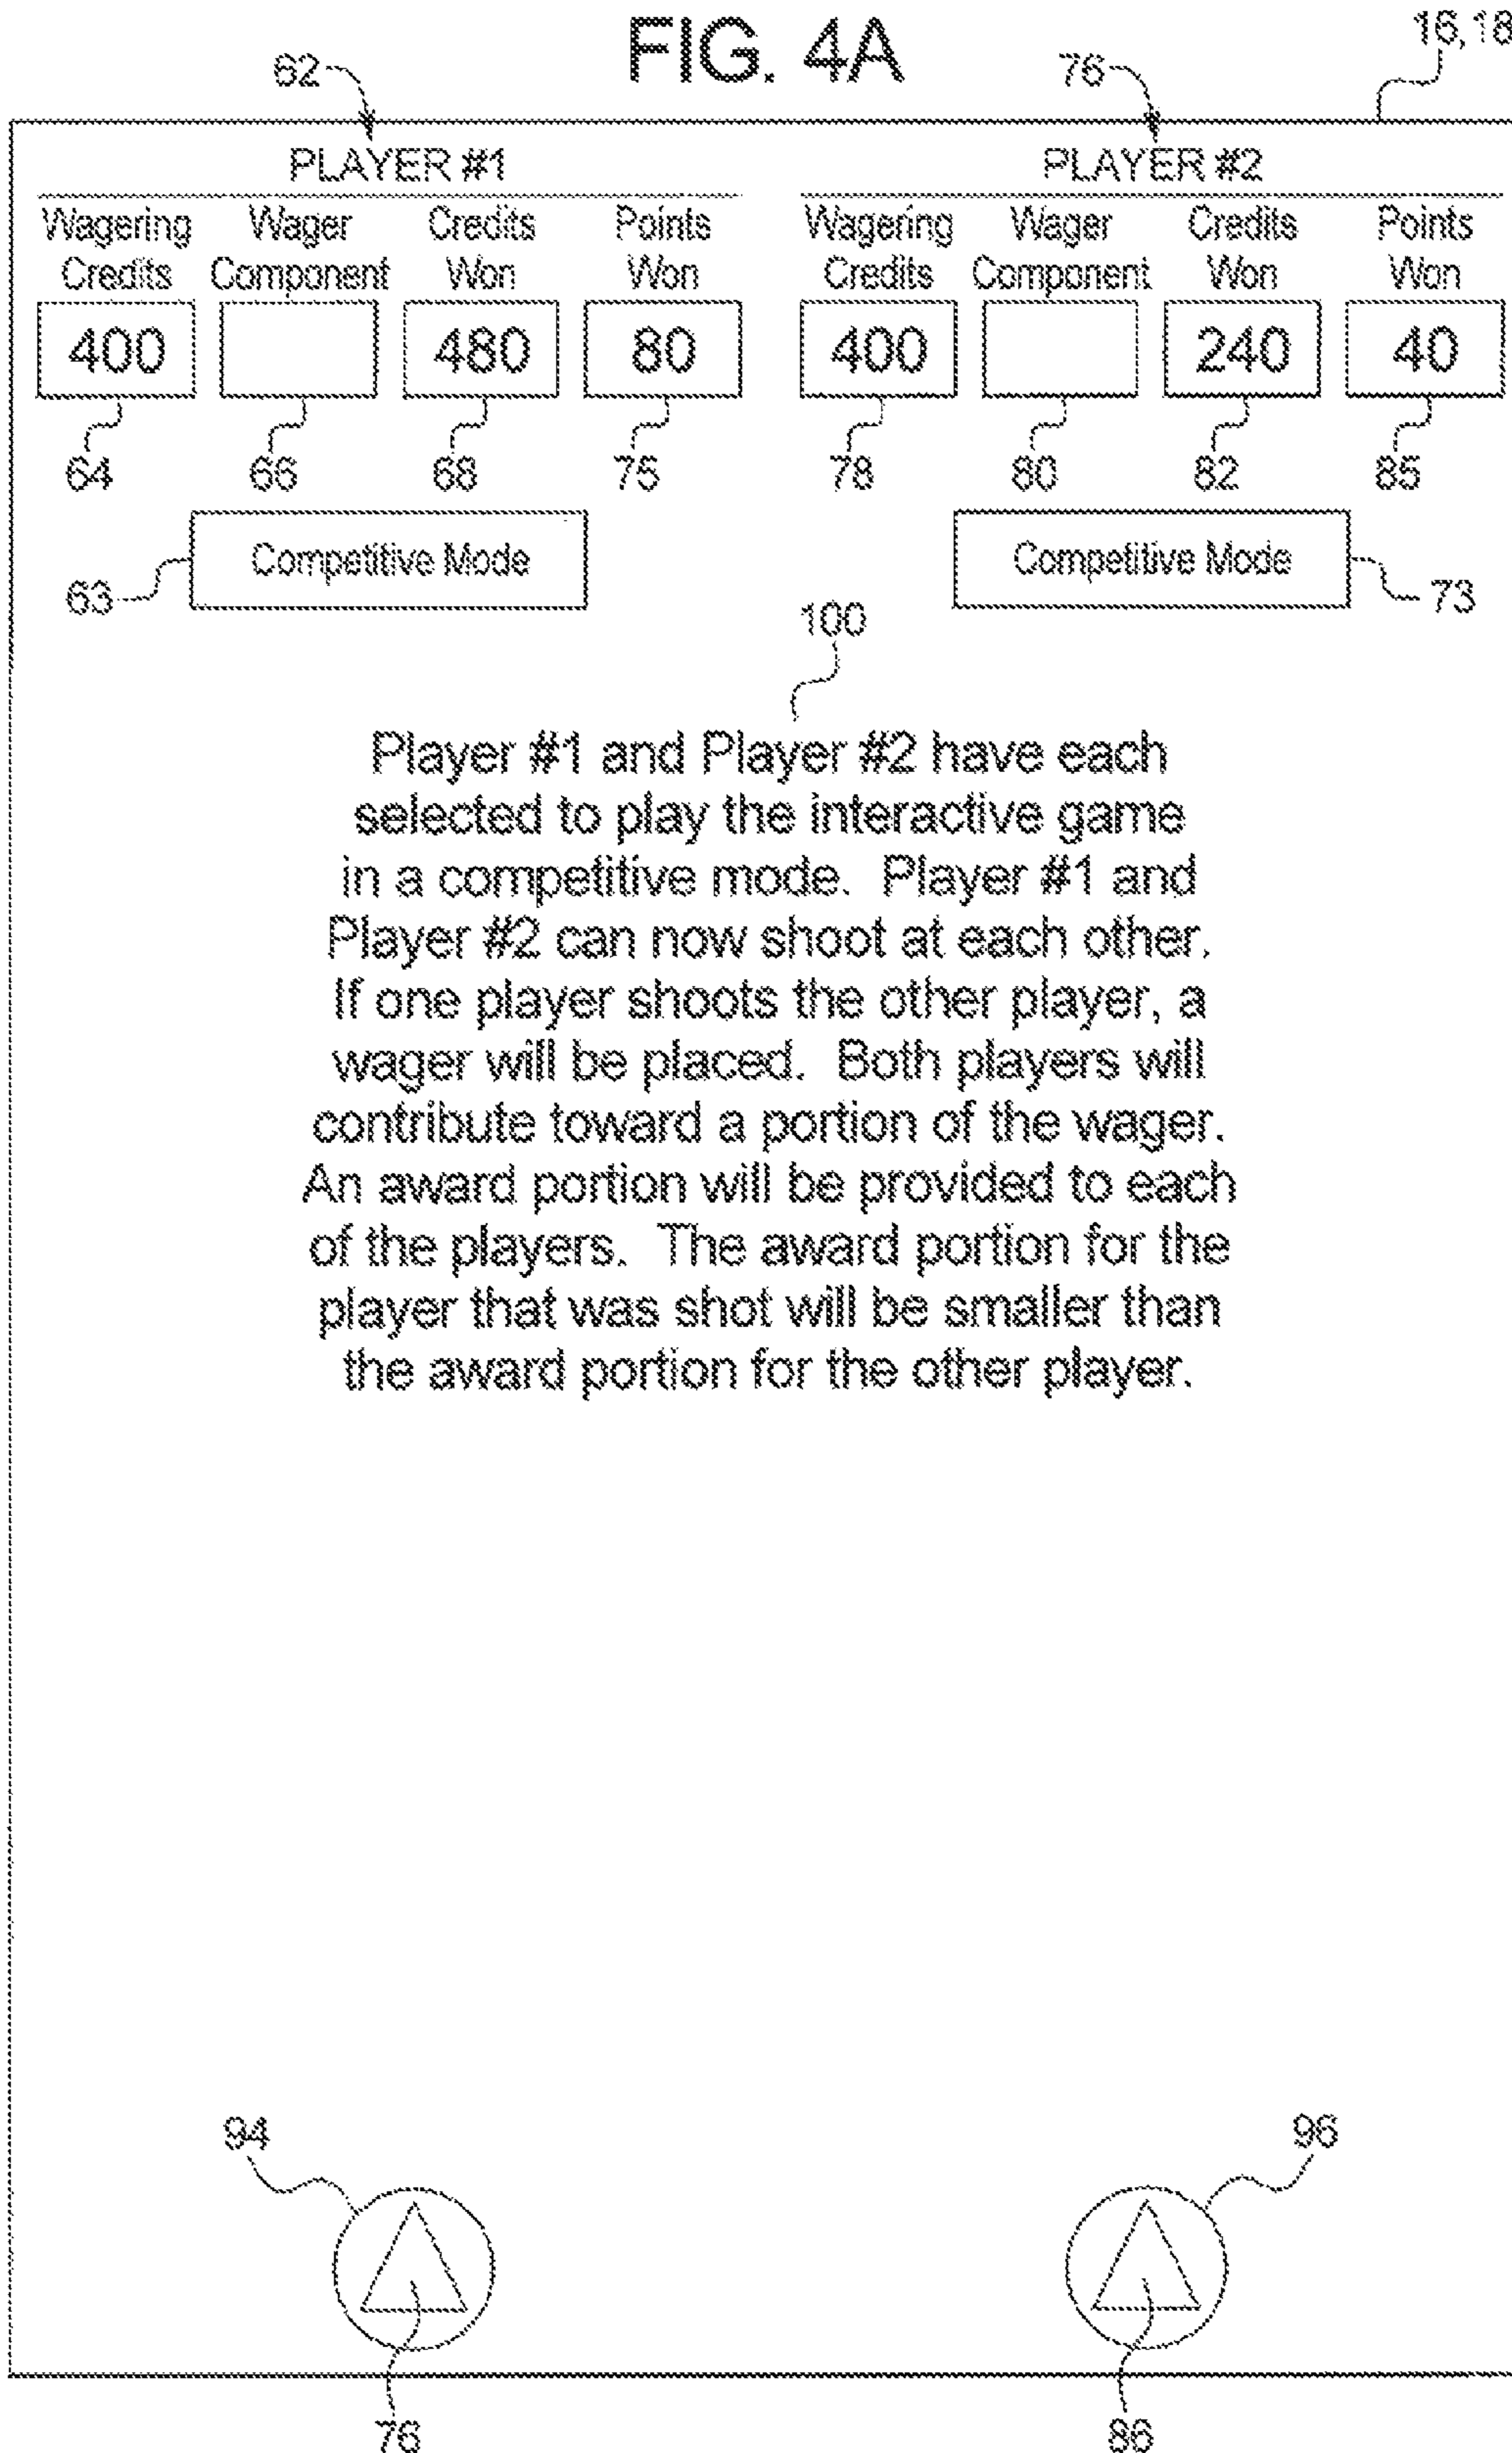 FIG. 4A
16, 18
62
76
PLAYER #1
PLAYER #2
Wagering Credits
Wager Component
Credits Won
Points Won
Wagering Credits
Wager Component
Credits Won
Points Won
400
480
80
400
240
40
64
66
68
75
78
80
82
85
63
Competitive Mode
Competitive Mode
73
100
Player #1 and Player #2 have each
selected to play the interactive game
in a competitive mode. Player #1 and
Player #2 can now shoot at each other.
If one player shoots the other player, a
wager will be placed. Both players will
contribute toward a portion of the wager.
An award portion will be provided to each
of the players. The award portion for the
player that was shot will be smaller than
the award portion for the other player.
94
96
76
86